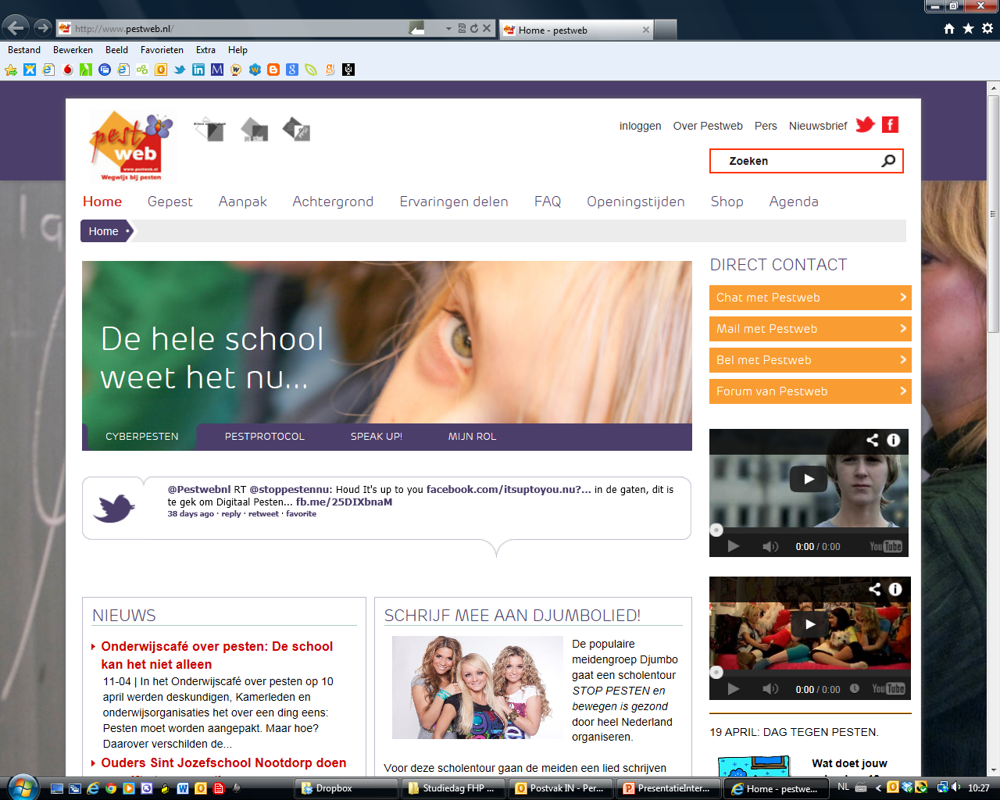 http://www.pestweb.nl/
Home - pestweb
Bestand Bewerken Beeld Favorieten Extra Help
pest
web
www.pestweb.nl
Wegwijs bij pesten
inloggen Over Pestweb Pers Nieuwsbrief
Zoeken
Home Gepest Aanpak Achtergrond Ervaringen delen FAQ Openingstijden Shop Agenda
Home
De hele school
weet het nu...
CYBERPESTEN PESTPROTOCOL SPEAK UP! MIJN ROL
DIRECT CONTACT
Chat met Pestweb
Mail met Pestweb
Bel met Pestweb
Forum van Pestweb
@Pestwebnl RT @stoppestennu: Houd It's up to you facebook.com/itsuptoyou.nu?... in de gaten, dit is
te gek om Digitaal Pesten... fb.me/25DIXbnaM
38 days ago · reply · retweet · favorite
0:00 / 0:00 YouTube
0:00 / 0:00 YouTube
NIEUWS
Onderwijscafé over pesten: De school
kan het niet alleen
11-04 | In het Onderwijscafé over pesten op 10
april werden deskundigen, Kamerleden en
onderwijsorganisaties het over een ding eens:
Pesten moet worden aangepakt. Maar hoe?
Daarover verschilden de...
Ouders Sint Jozefschool Nootdorp doen
SCHRIJF MEE AAN DJUMBOLIED!
De populaire
meidengroep Djumbo
gaat een scholentour
STOP PESTEN en
bewegen is gezond
door heel Nederland
organiseren.
Voor deze scholentour gaan de meiden een lied schrijven
19 APRIL: DAG TEGEN PESTEN.
Wat doet jouw
Dropbox
Studiedag FHP ...
Postvak IN - Per...
PresentatieInter...
Home - pestwe...
NL
10:27